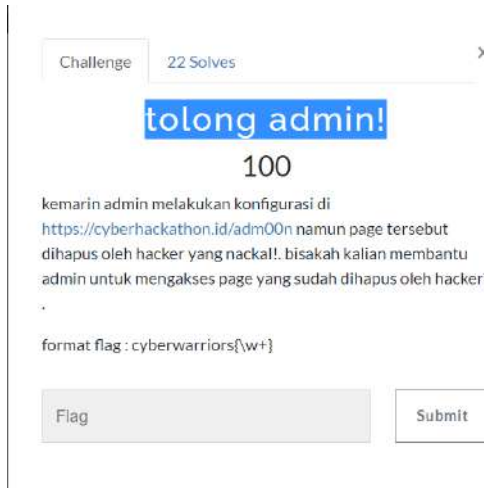 Challenge
22 Solves
tolong admin!
100
kemarin admin melakukan konfigurasi di
https://cyberhackathon.id/adm00n namun page tersebut
dihapus oleh hacker yang nackal!. bisakah kalian membantu
admin untuk mengakses page yang sudah dihapus oleh hacker
.
format flag : cyberwarriors{\w+}
Flag
Submit